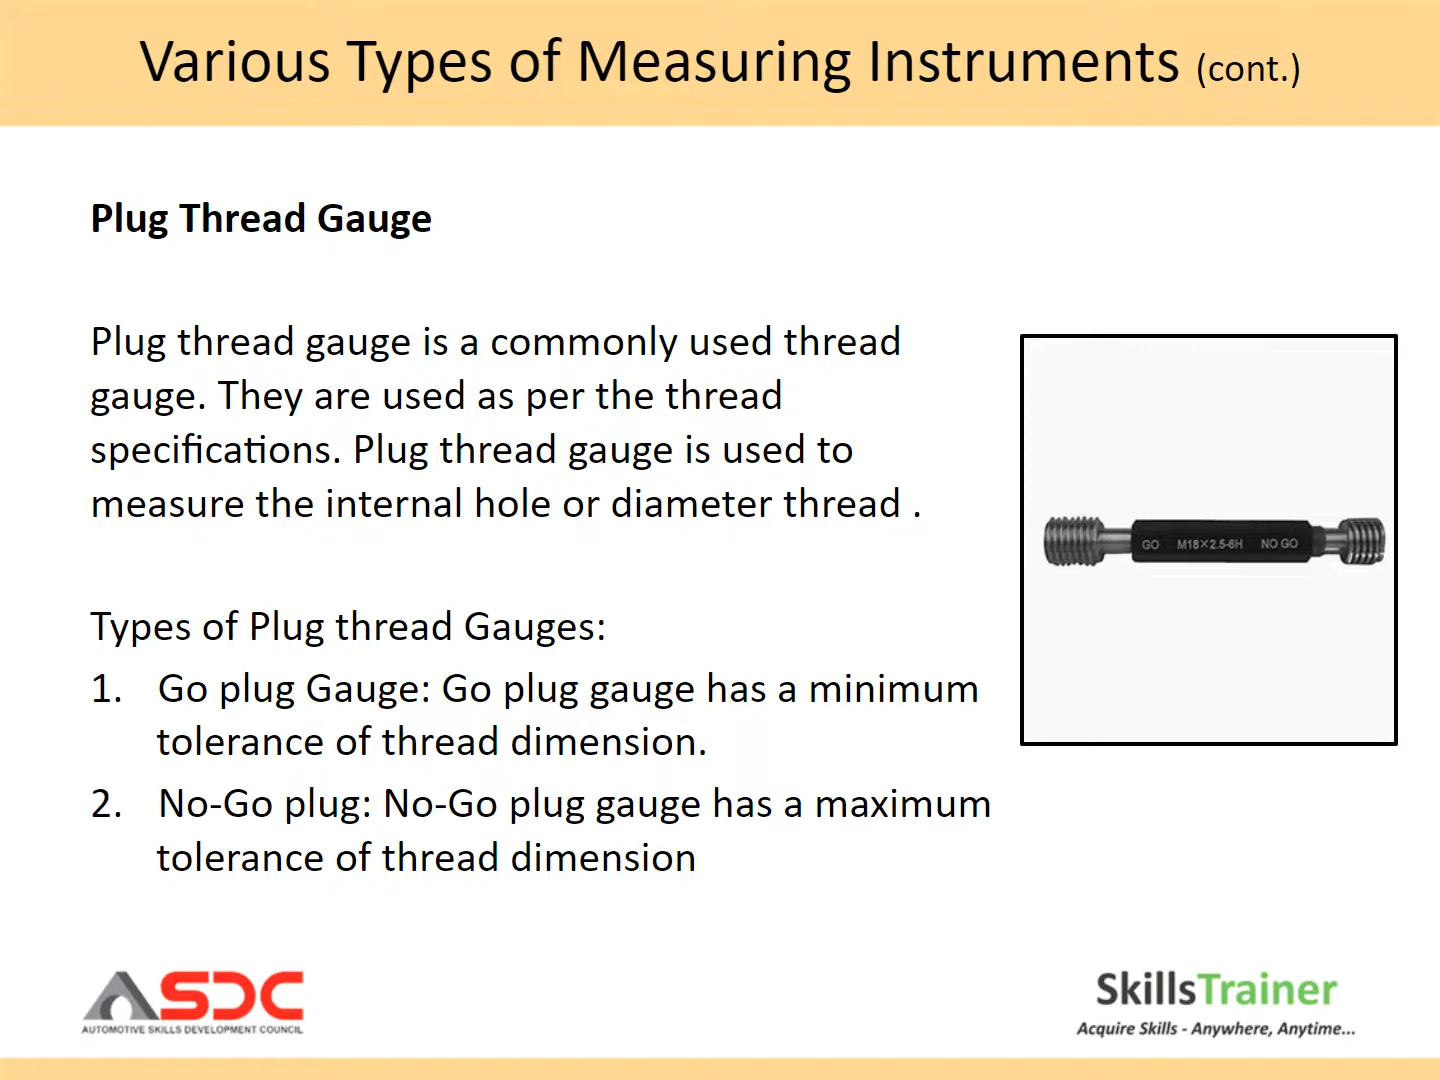 Various Types of Measuring Instruments (cont.)
Plug Thread Gauge
Plug thread gauge is a commonly used thread
gauge. They are used as per the thread
specifications. Plug thread gauge is used to
measure the internal hole or diameter thread .
GO M18×2.5-6H NO GO
Types of Plug thread Gauges:
1. Go plug Gauge: Go plug gauge has a minimum
tolerance of thread dimension.
2. No-Go plug: No-Go plug gauge has a maximum
tolerance of thread dimension
ASDC
AUTOMOTIVE SKILLS DEVELOPMENT COUNCIL
SkillsTrainer
Acquire Skills - Anywhere, Anytime...